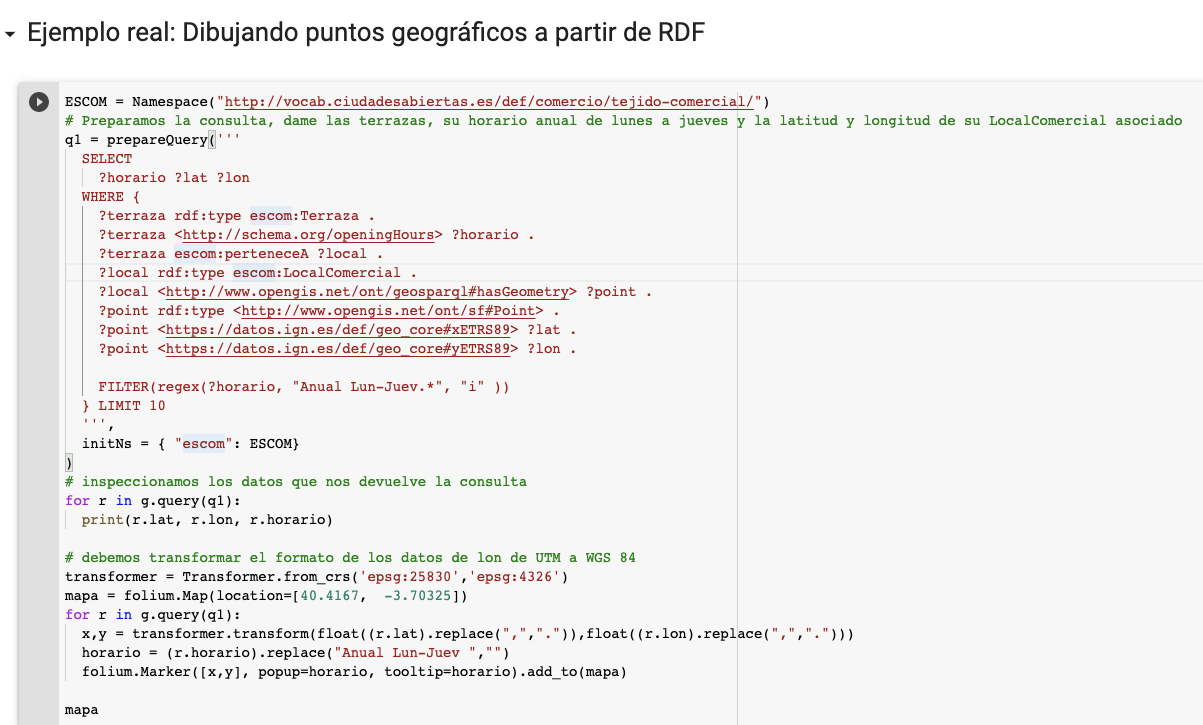 Ejemplo real: Dibujando puntos geográficos a partir de RDF
ESCOM = Namespace("http://vocab.ciudadesabiertas.es/def/comercio/tejido-comercial/")
# Preparamos la consulta, dame las terrazas, su horario anual de lunes a jueves y la latitud y longitud de su LocalComercial asociado
q1 = prepareQuery('''
SELECT
?horario ?lat ?lon
WHERE {
?terraza rdf:type escom:Terraza .
?terraza <http://schema.org/openingHours> ?horario .
?terraza escom:perteneceA ?local .
?local rdf:type escom:LocalComercial .
?local <http://www.opengis.net/ont/geosparql#hasGeometry> ?point .
?point rdf:type <http://www.opengis.net/ont/sf#Point> .
?point <https://datos.ign.es/def/geo_core#xETRS89> ?lat .
?point <https://datos.ign.es/def/geo_core#yETRS89> ?lon .
FILTER(regex(?horario, "Anual Lun-Juev.*", "i" ))
} LIMIT 10
''',
initNs = { "escom": ESCOM}
)
# inspeccionamos los datos que nos devuelve la consulta
for r in g.query(q1):
print(r.lat, r.lon, r.horario)
# debemos transformar el formato de los datos de lon de UTM a WGS 84
transformer = Transformer.from_crs('epsg:25830','epsg:4326')
mapa = folium.Map(location=[40.4167, -3.70325])
for r in g.query(q1):
x,y = transformer.transform(float((r.lat).replace(",",".")),float((r.lon).replace(",",".")))
horario = (r.horario).replace("Anual Lun-Juev ","")
folium.Marker([x,y], popup=horario, tooltip=horario).add_to(mapa)
mapa